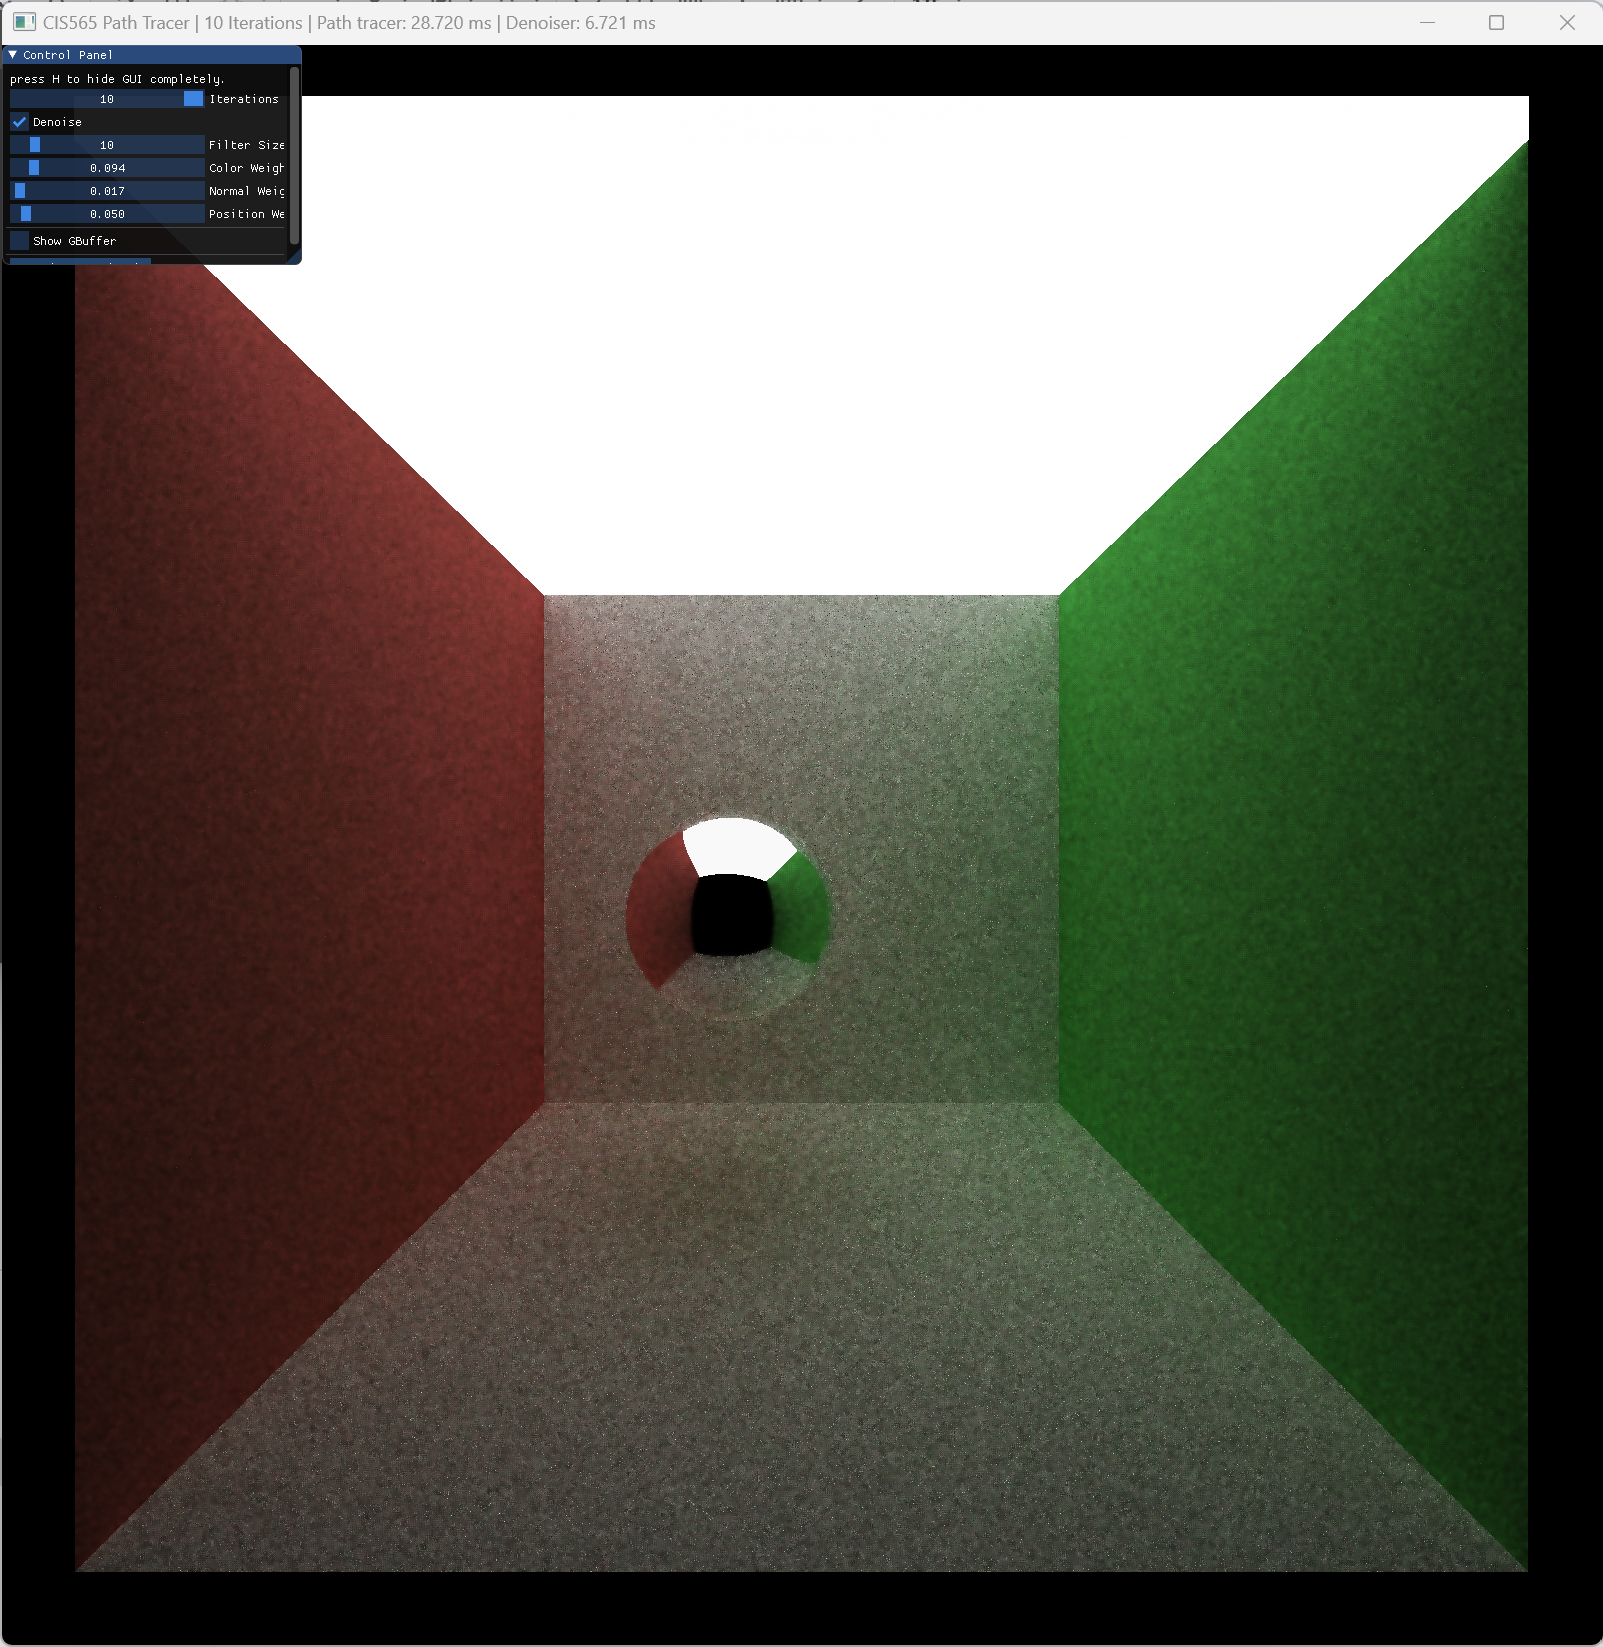 CIS565 Path Tracer | 10 Iterations | Path tracer: 28.720 ms | Denoiser: 6.721 ms
Control Panel
press H to hide GUI completely.
10 Iterations
Denoise
10 Filter Size
0.094 Color Weigh
0.017 Normal Weig
0.050 Position We
Show GBuffer